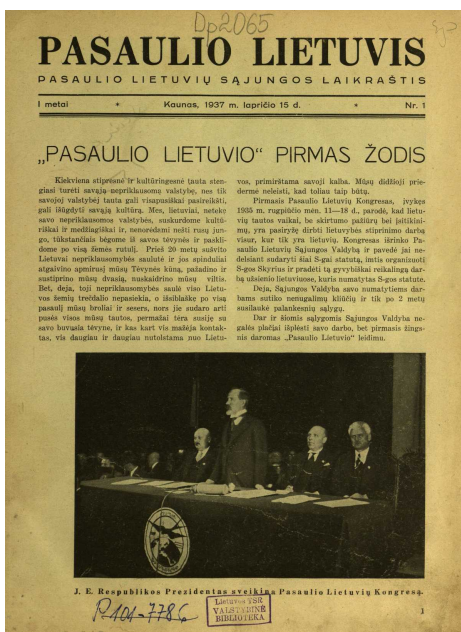 Dp2065
PASAULIO LIETUVIS
PASAULIO LIETUVIŲ SĄJUNGOS LAIKRAŠTIS
I metai * Kaunas, 1937 m. lapričio 15 d. * Nr. 1
„PASAULIO LIETUVIO“ PIRMAS ŽODIS
Kiekviena stipresnė ir kultūringesnė tauta sten-
giasi turėti savąją nepriklausomą valstybę, nes tik
savojoj valstybėj tauta gali visapusiškai pasireikšti,
gali išugdyti savąją kultūrą. Mes, lietuviai, netekę
savo nepriklausomos valstybės, nuskurdome kultū-
riškai ir medžiagiškai ir, nenorėdami nešti rusų jun-
go, tūkstančiais bėgome iš savos tėvynės ir pasklį-
dome po visą žemės rutulį. Prieš 20 metų sušvito
Lietuvai nepriklausomybės saulutė ir jos spinduliai
atgaivino apmirusį mūsų Tėvynės kūną, pažadino ir
sustiprino mūsų dvasią, nuskaidrino mūsų viltis.
Bet, deja, toji nepriklausomybės saulė viso Lietu-
vos žemių trečdalio nepasiekia, o išsiblaškę po visą
pasaulį mūsų broliai ir sesers, nors jie sudaro arti
pusės visos mūsų tautos, permažai tėra susiję su
savo buvusia tėvyne, ir kas kart vis mažėja kontak-
tas, vis daugiau ir daugiau nutolstama nuo Lietu-
vos, primirštama savoji kalba. Mūsų didžioji prie-
dermė neleisti, kad toliau taip būtų.
Pirmasis Pasaulio Lietuvių Kongresas, įvykęs
1935 m. rugpiūčio mėn. 11—18 d., parodė, kad lietu-
vių tautos vaikai, be skirtumo pažiūrų bei įsitikini-
mų, yra pasiryžę dirbti lietuvybės stiprinimo darbą
visur, kur tik yra lietuvių. Kongresas išrinko Pa-
saulio Lietuvių Sąjungos Valdybą ir pavedė jai ne-
delsiant sudaryti šiai S-gai statutą, imtis organizuoti
S-gos Skyrius ir pradėti tą gyvybiškai reikalingą dar-
bą užsienio lietuviuose, kuris numatytas S-gos statute.
Deja, Sąjungos Valdyba savo numatytiems dar-
bams sutiko nenugalimų kliūčių ir tik po 2 metų
susilaukė palankesnių sąlygų.
Dar ir šiomis sąlygomis Sąjungos Valdyba ne-
galės plačiai išplėsti savo darbo, bet pirmasis žings-
nis daromas „Pasaulio Lietuvio“ leidimu.
J. E. Respublikos Prezidentas sveikina Pasaulio Lietuvių Kongresą.
P.101-7786
Lietuvos TSR
VALSTYBINĖ
BIBLIOTEKA
1